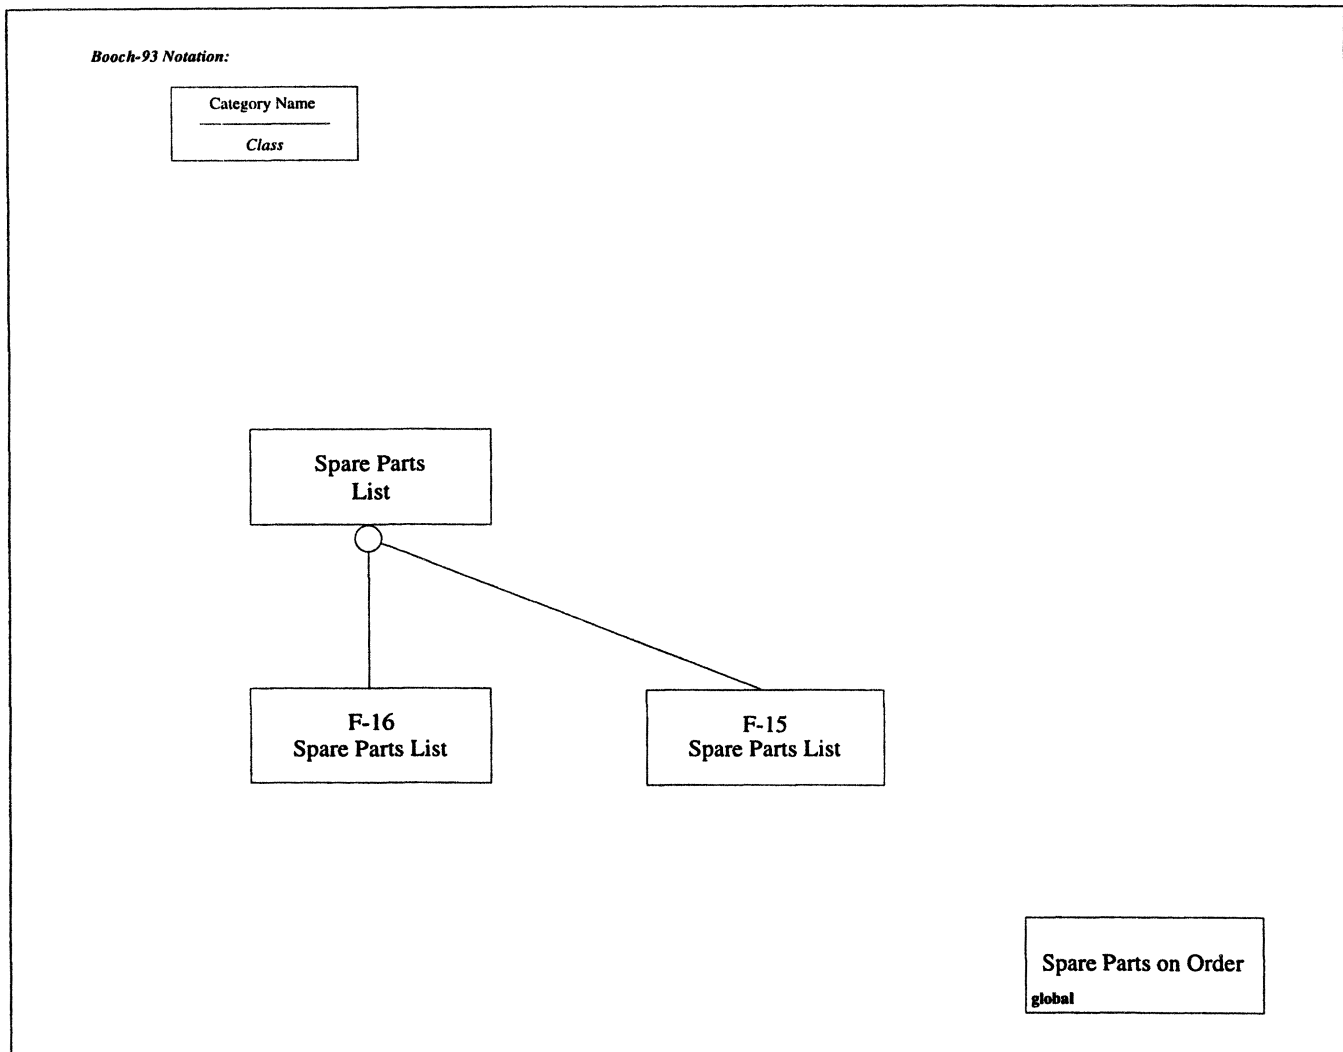 Booch-93 Notation:
Category Name
Class
Spare Parts
List
F-16
Spare Parts List
F-15
Spare Parts List
Spare Parts on Order
global